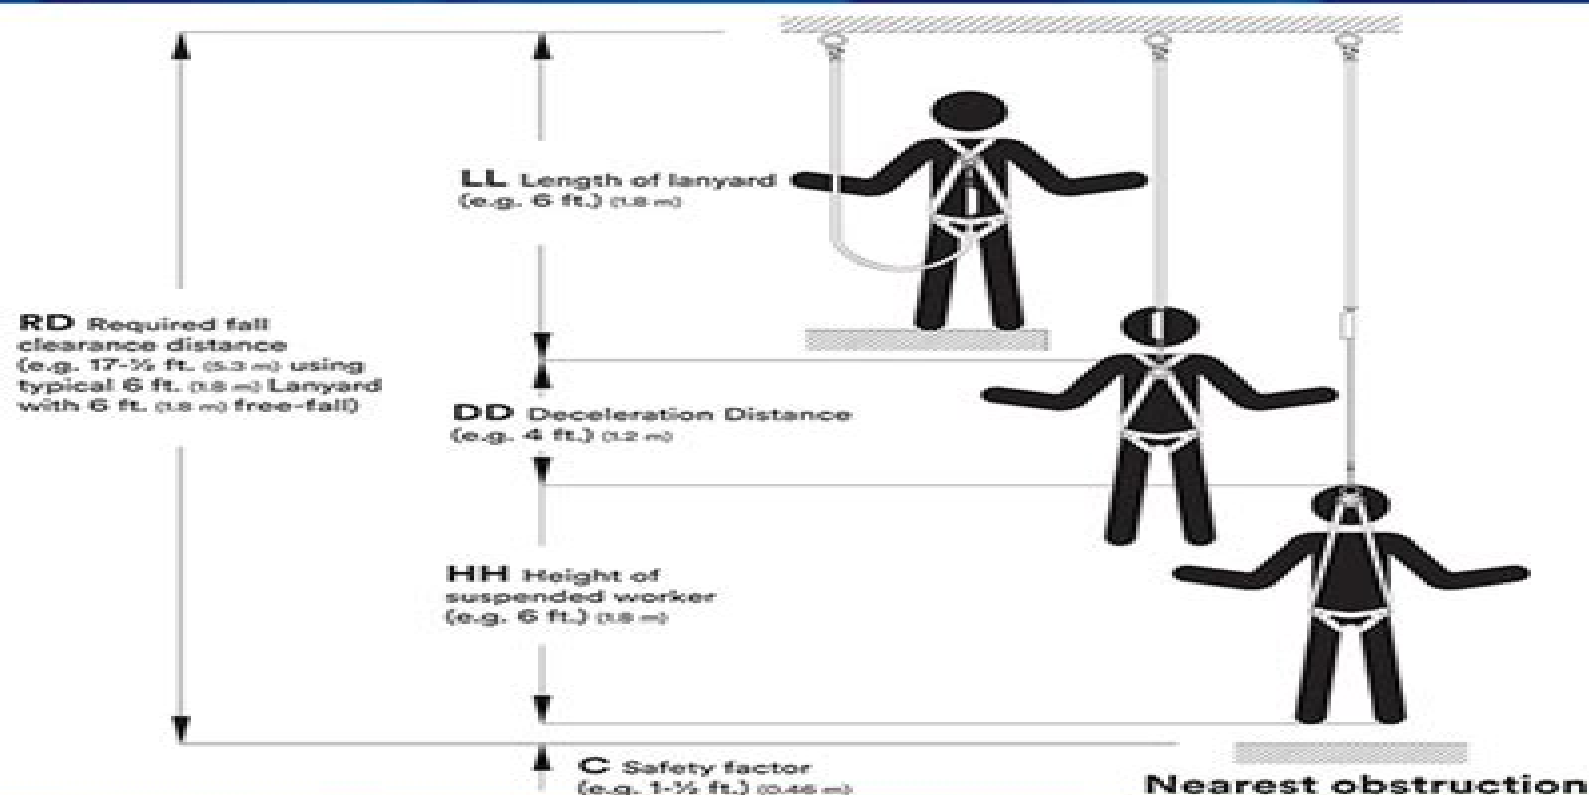 LL Length of lanyard
(e.g. 6 ft.) (1.8 m)
RD Required fall
clearance distance
(e.g. 17-½ ft. (5.3 m) using
typical 6 ft. (1.8 m) Lanyard
with 6 ft. (1.8 m) free-fall)
DD Deceleration Distance
(e.g. 4 ft.) (1.2 m)
HH Height of
suspended worker
(e.g. 6 ft.) (1.8 m)
C Safety factor
(e.g. 1-½ ft.) (0.46 m)
Nearest obstruction